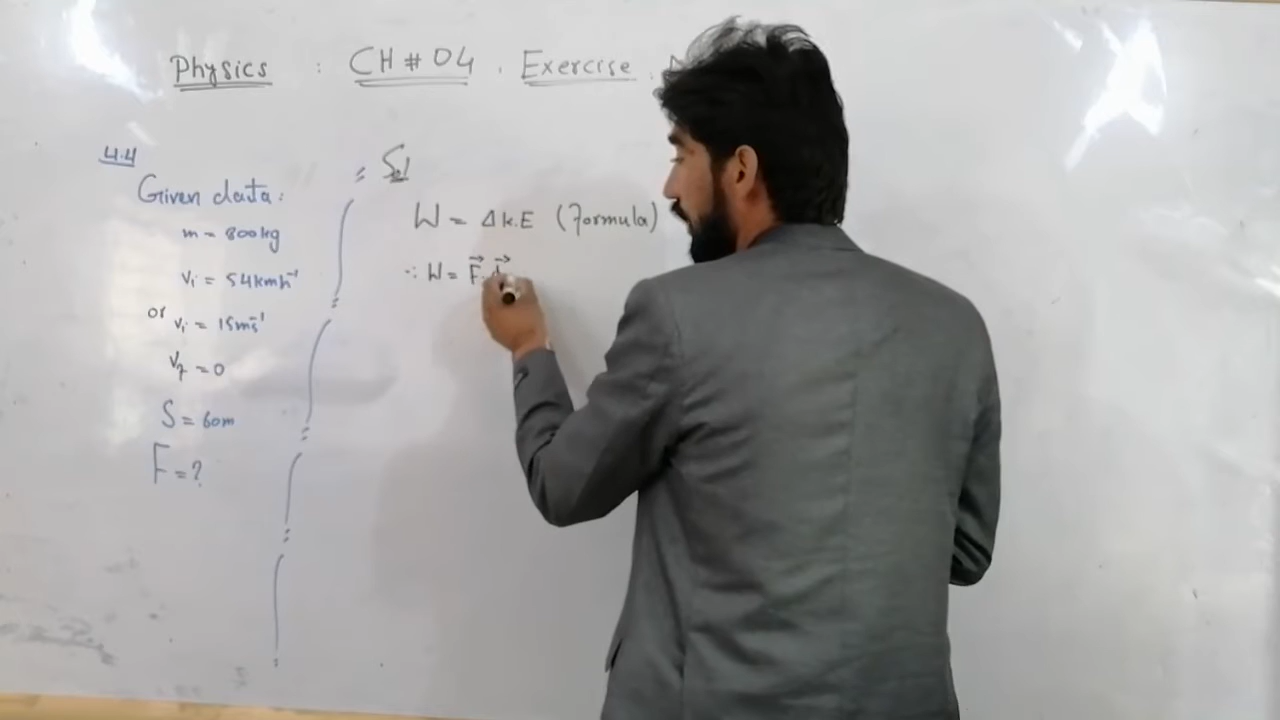 Physics : CH # 04 . Exercise .
4.4
Given data:
m = 800kg
Vi = 54kmh⁻¹
or Vi = 15ms⁻¹
Vf = 0
S = 60m
F = ?
Sol
W = ΔK.E (Formula)
∵ W = F⃗.